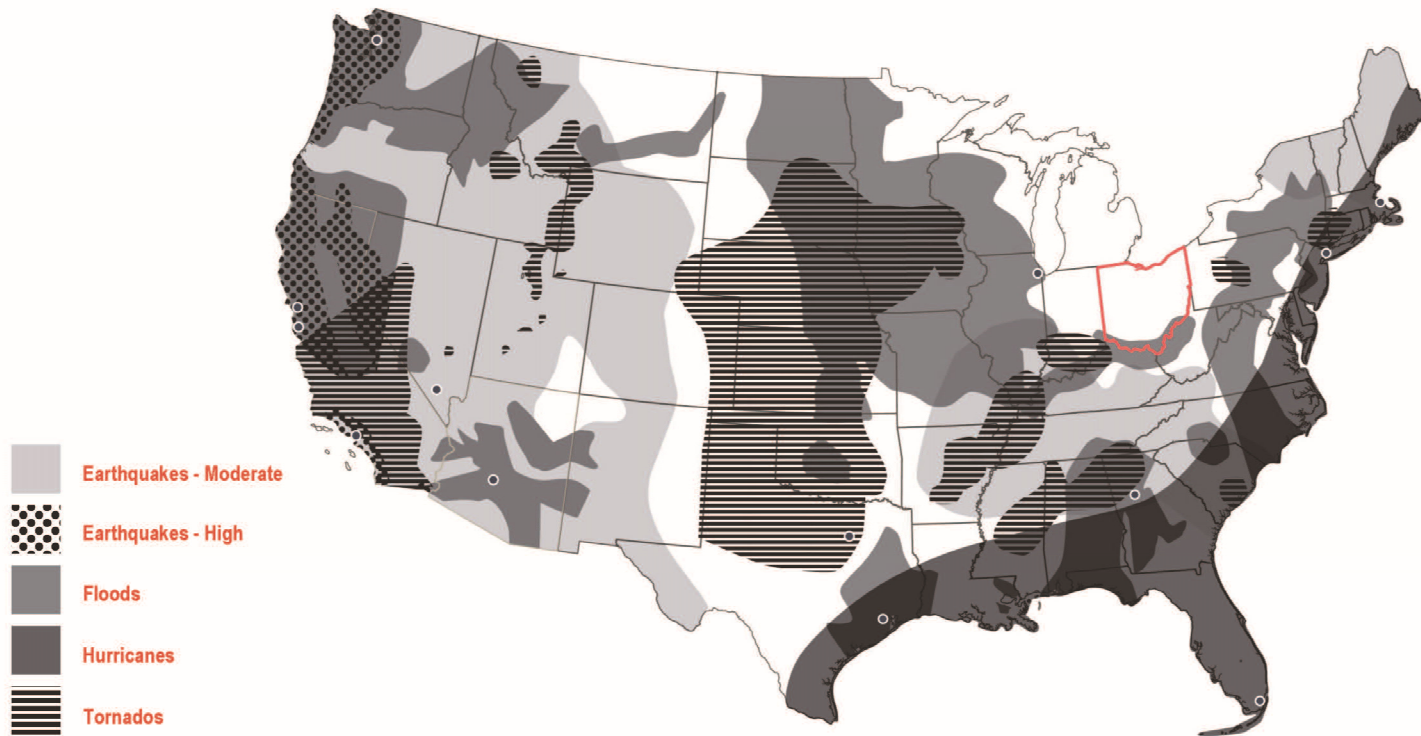 Earthquakes - Moderate
Earthquakes - High
Floods
Hurricanes
Tornados